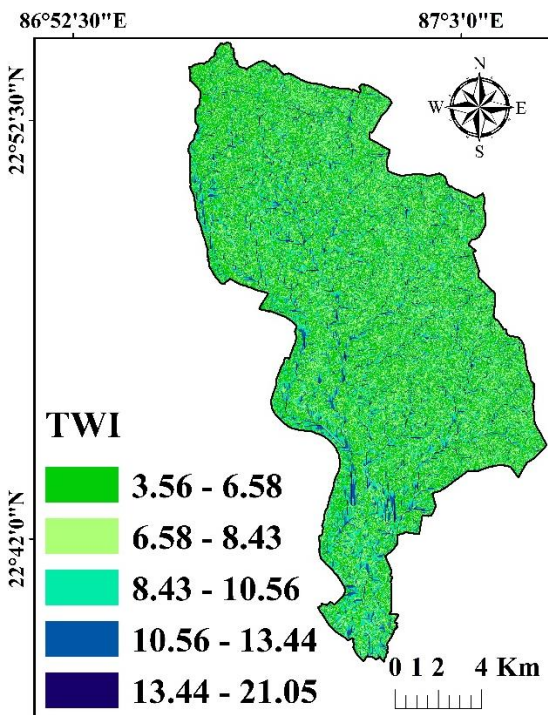 86°52'30"E 87°3'0"E
22°52'30"N
N
W E
S
22°42'0"N
TWI
3.56 - 6.58
6.58 - 8.43
8.43 - 10.56
10.56 - 13.44
13.44 - 21.05
0 1 2 4 Km